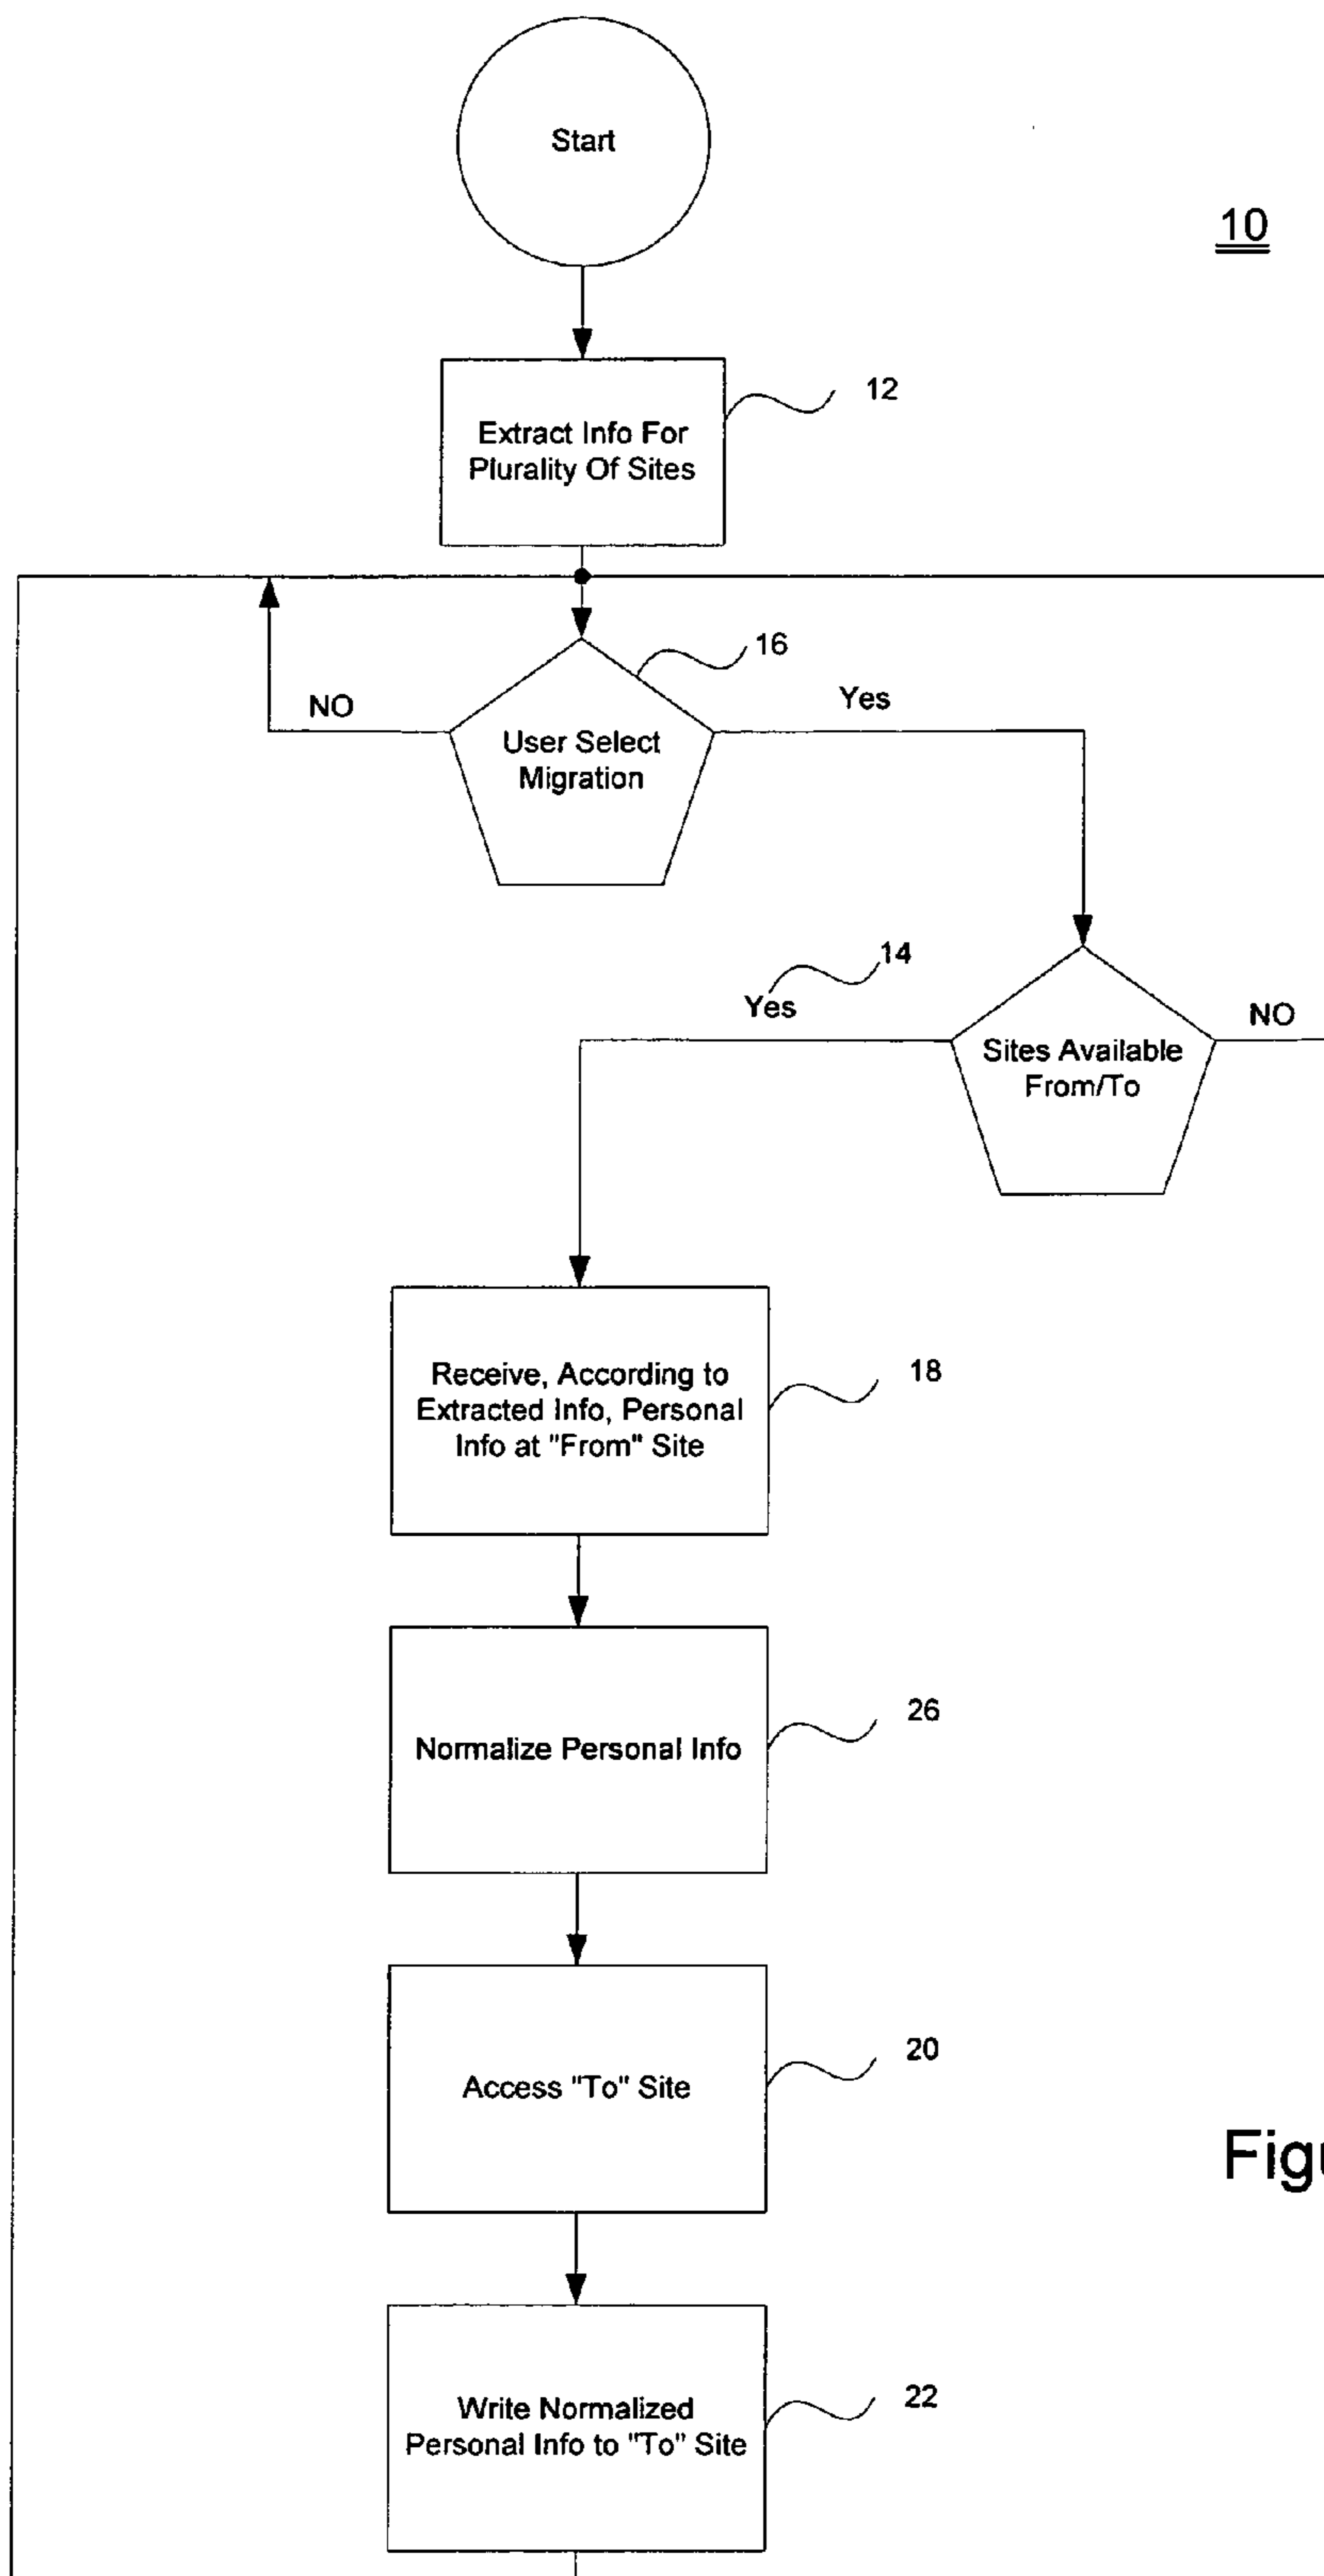 Start
10
12
Extract Info For
Plurality Of Sites
16
NO
Yes
User Select
Migration
14
Yes
NO
Sites Available
From/To
18
Receive, According to
Extracted Info, Personal
Info at "From" Site
26
Normalize Personal Info
20
Access "To" Site
Figu
22
Write Normalized
Personal Info to "To" Site